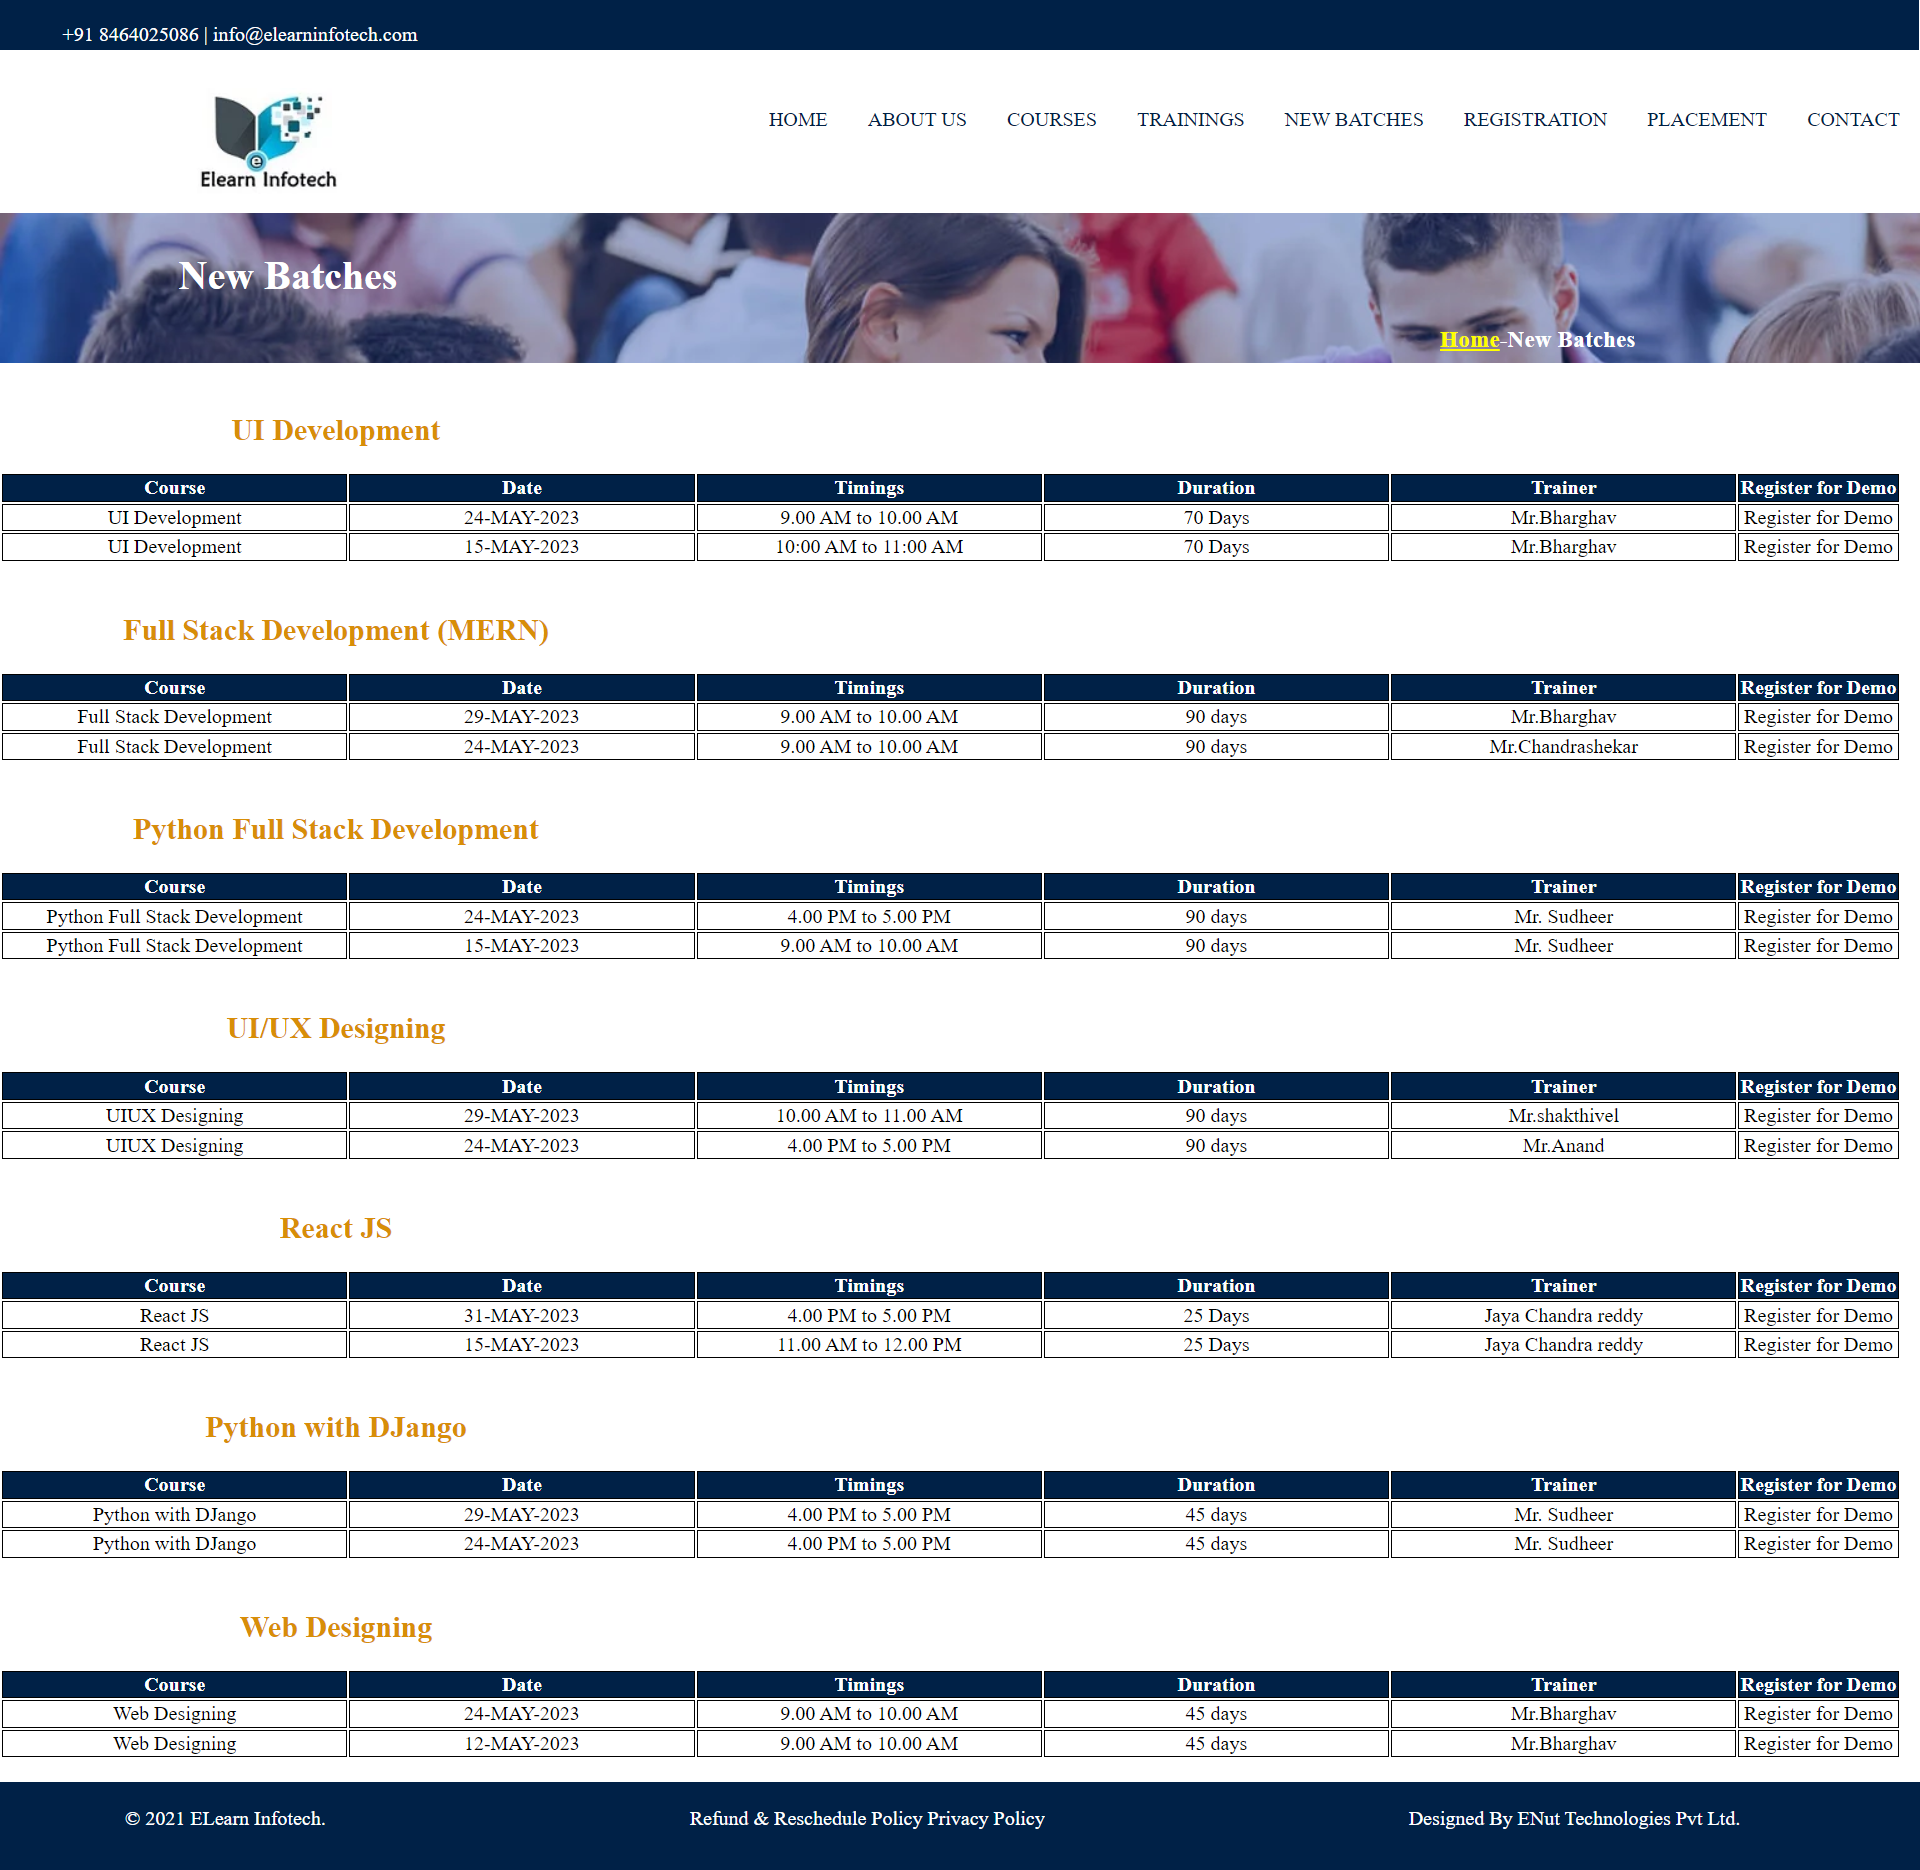 +91 8464025086 | info@elearninfotech.com
e
Elearn Infotech
HOME ABOUT US COURSES TRAININGS NEW BATCHES REGISTRATION PLACEMENT CONTACT
New Batches
Home-New Batches
UI Development
Course Date Timings Duration Trainer Register for Demo
UI Development 24-MAY-2023 9.00 AM to 10.00 AM 70 Days Mr.Bharghav Register for Demo
UI Development 15-MAY-2023 10:00 AM to 11:00 AM 70 Days Mr.Bharghav Register for Demo
Full Stack Development (MERN)
Course Date Timings Duration Trainer Register for Demo
Full Stack Development 29-MAY-2023 9.00 AM to 10.00 AM 90 days Mr.Bharghav Register for Demo
Full Stack Development 24-MAY-2023 9.00 AM to 10.00 AM 90 days Mr.Chandrashekar Register for Demo
Python Full Stack Development
Course Date Timings Duration Trainer Register for Demo
Python Full Stack Development 24-MAY-2023 4.00 PM to 5.00 PM 90 days Mr. Sudheer Register for Demo
Python Full Stack Development 15-MAY-2023 9.00 AM to 10.00 AM 90 days Mr. Sudheer Register for Demo
UI/UX Designing
Course Date Timings Duration Trainer Register for Demo
UIUX Designing 29-MAY-2023 10.00 AM to 11.00 AM 90 days Mr.shakthivel Register for Demo
UIUX Designing 24-MAY-2023 4.00 PM to 5.00 PM 90 days Mr.Anand Register for Demo
React JS
Course Date Timings Duration Trainer Register for Demo
React JS 31-MAY-2023 4.00 PM to 5.00 PM 25 Days Jaya Chandra reddy Register for Demo
React JS 15-MAY-2023 11.00 AM to 12.00 PM 25 Days Jaya Chandra reddy Register for Demo
Python with DJango
Course Date Timings Duration Trainer Register for Demo
Python with DJango 29-MAY-2023 4.00 PM to 5.00 PM 45 days Mr. Sudheer Register for Demo
Python with DJango 24-MAY-2023 4.00 PM to 5.00 PM 45 days Mr. Sudheer Register for Demo
Web Designing
Course Date Timings Duration Trainer Register for Demo
Web Designing 24-MAY-2023 9.00 AM to 10.00 AM 45 days Mr.Bharghav Register for Demo
Web Designing 12-MAY-2023 9.00 AM to 10.00 AM 45 days Mr.Bharghav Register for Demo
© 2021 ELearn Infotech. Refund & Reschedule Policy Privacy Policy Designed By ENut Technologies Pvt Ltd.